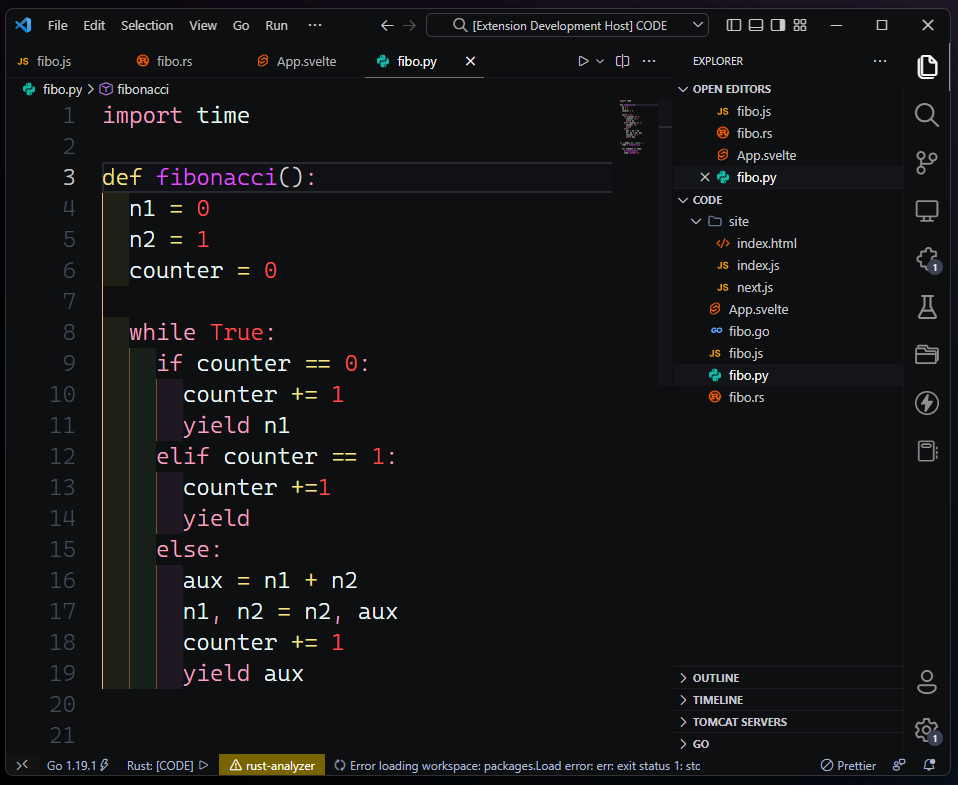 File Edit Selection View Go Run ··· [Extension Development Host] CODE
JS fibo.js fibo.rs App.svelte fibo.py
fibo.py > fibonacci
1 import time
2
3 def fibonacci():
4 n1 = 0
5 n2 = 1
6 counter = 0
7
8 while True:
9 if counter == 0:
10 counter += 1
11 yield n1
12 elif counter == 1:
13 counter +=1
14 yield
15 else:
16 aux = n1 + n2
17 n1, n2 = n2, aux
18 counter += 1
19 yield aux
20
21
EXPLORER
OPEN EDITORS
JS fibo.js
fibo.rs
App.svelte
fibo.py
CODE
site
index.html
JS index.js
JS next.js
App.svelte
GO fibo.go
JS fibo.js
fibo.py
fibo.rs
OUTLINE
TIMELINE
TOMCAT SERVERS
GO
1
1
Go 1.19.1 Rust: [CODE] rust-analyzer Error loading workspace: packages.Load error: err: exit status 1: stc Prettier